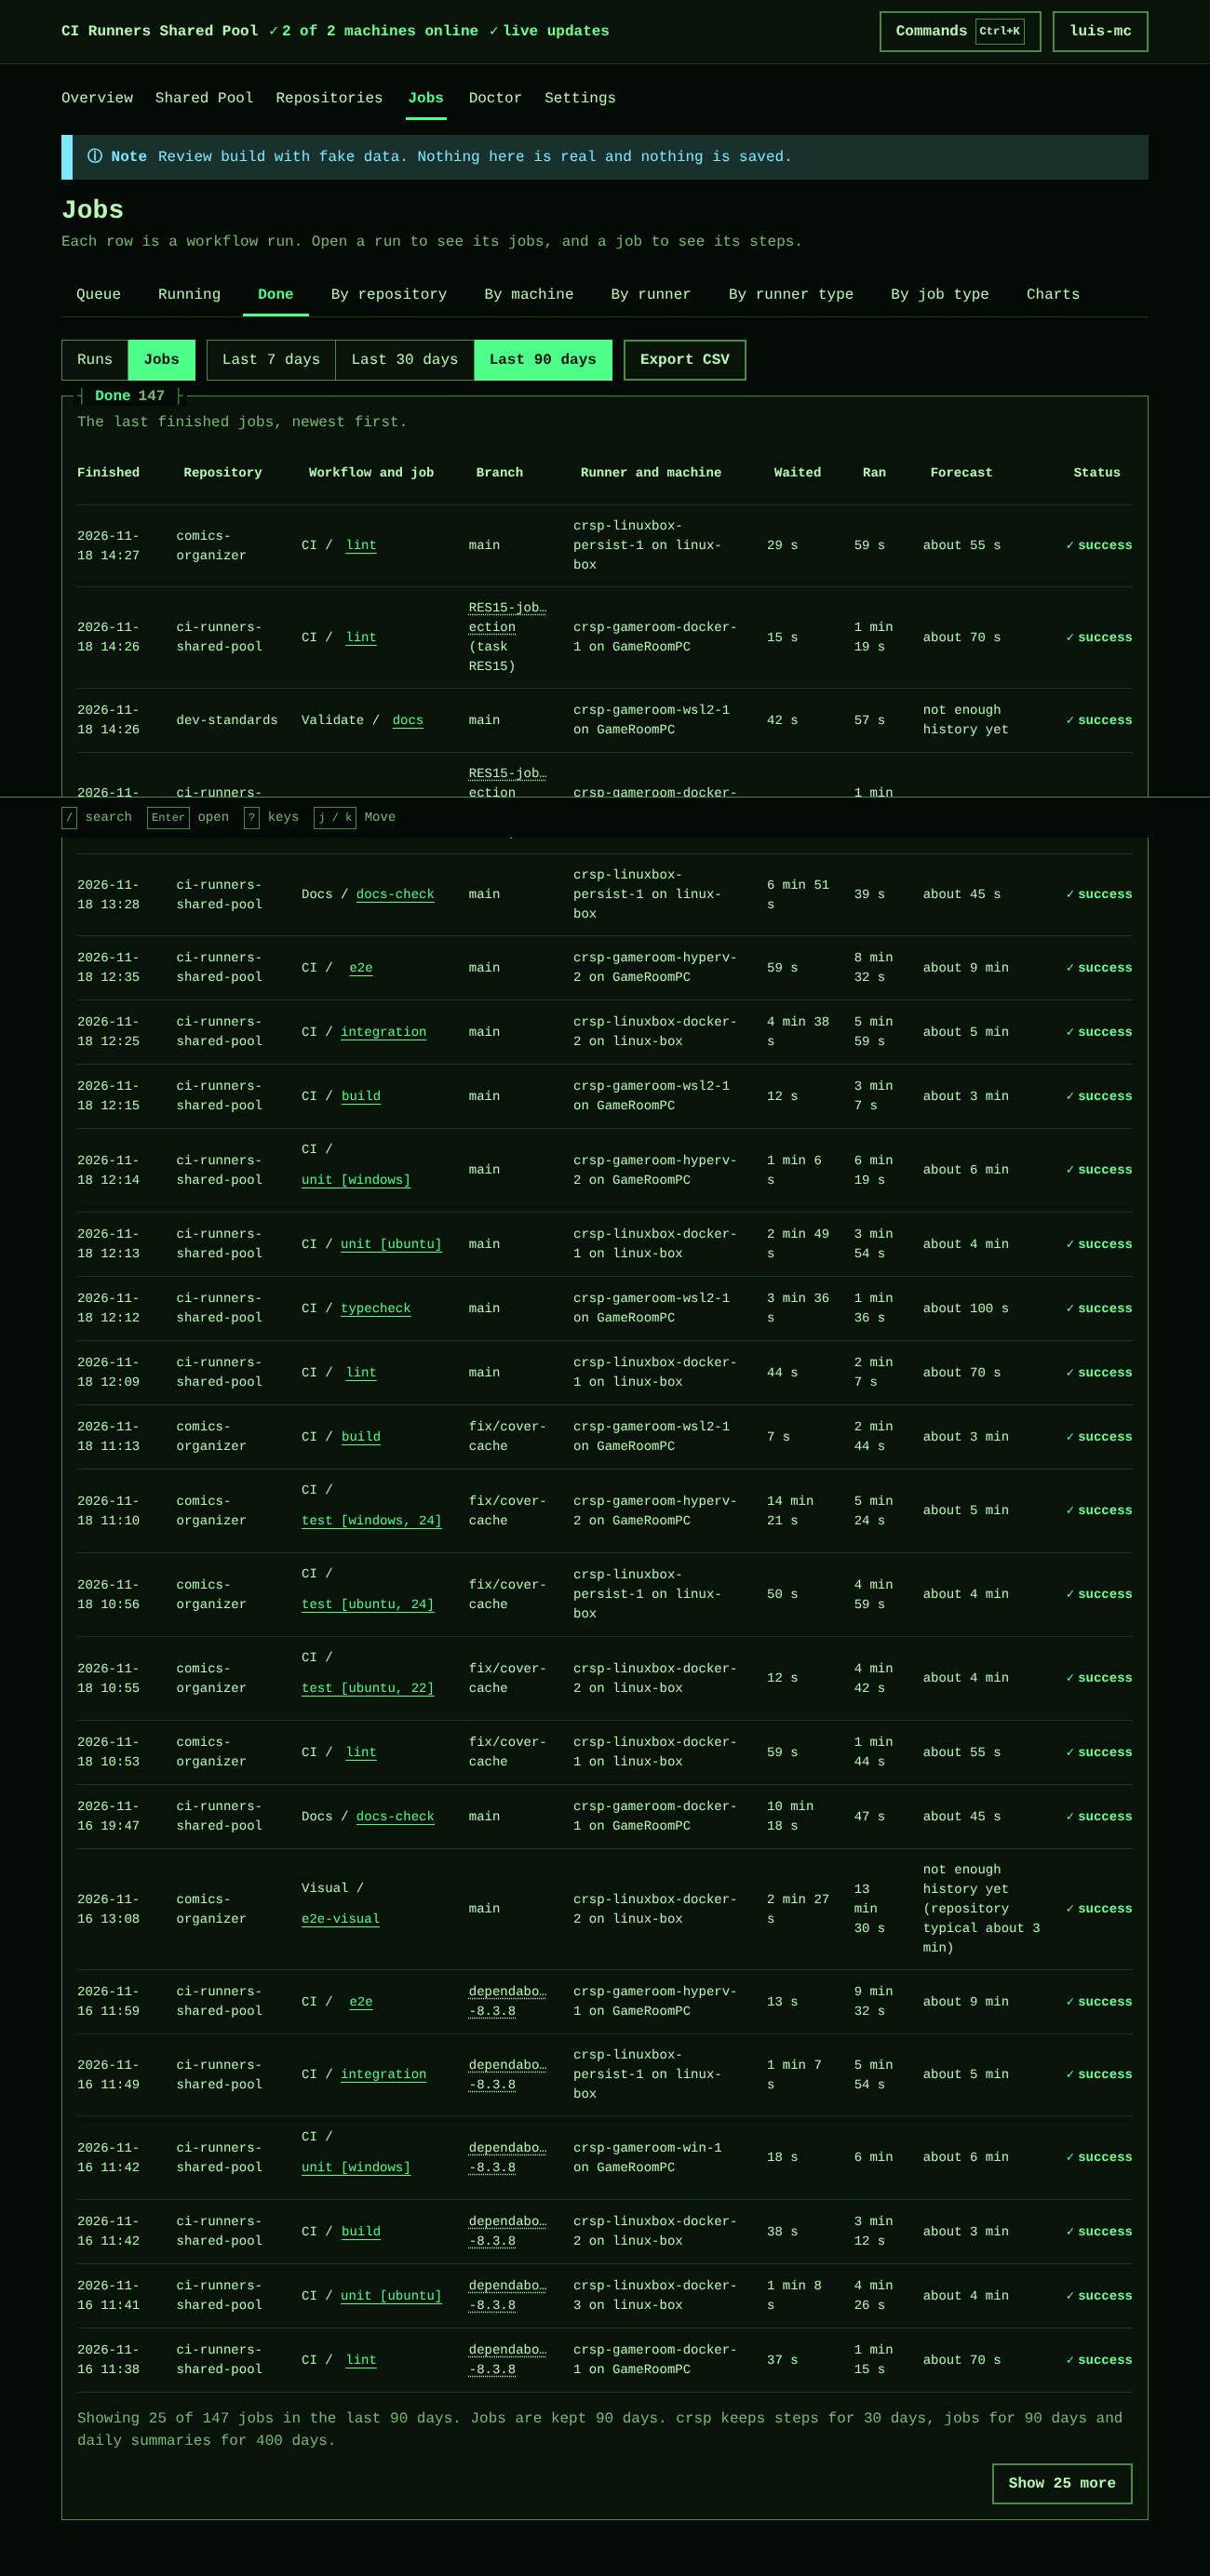 CI Runners Shared Pool ✓ 2 of 2 machines online ✓ live updates Commands Ctrl+K luis-mc
Overview Shared Pool Repositories Jobs Doctor Settings
ⓘ Note Review build with fake data. Nothing here is real and nothing is saved.
Jobs
Each row is a workflow run. Open a run to see its jobs, and a job to see its steps.
Queue Running Done By repository By machine By runner By runner type By job type Charts
Runs Jobs Last 7 days Last 30 days Last 90 days Export CSV
Done 147
The last finished jobs, newest first.
Finished Repository Workflow and job Branch Runner and machine Waited Ran Forecast Status
2026-11-18 14:27 comics-organizer CI / lint main crsp-linuxbox-persist-1 on linux-box 29 s 59 s about 55 s ✓ success
2026-11-18 14:26 ci-runners-shared-pool CI / lint RES15-job…ection (task RES15) crsp-gameroom-docker-1 on GameRoomPC 15 s 1 min 19 s about 70 s ✓ success
2026-11-18 14:26 dev-standards Validate / docs main crsp-gameroom-wsl2-1 on GameRoomPC 42 s 57 s not enough history yet ✓ success
2026-11- ci-runners- RES15-job…ection crsp-gameroom-docker- 1 min
/ search Enter open ? keys j / k Move
2026-11-18 13:28 ci-runners-shared-pool Docs / docs-check main crsp-linuxbox-persist-1 on linux-box 6 min 51 s 39 s about 45 s ✓ success
2026-11-18 12:35 ci-runners-shared-pool CI / e2e main crsp-gameroom-hyperv-2 on GameRoomPC 59 s 8 min 32 s about 9 min ✓ success
2026-11-18 12:25 ci-runners-shared-pool CI / integration main crsp-linuxbox-docker-2 on linux-box 4 min 38 s 5 min 59 s about 5 min ✓ success
2026-11-18 12:15 ci-runners-shared-pool CI / build main crsp-gameroom-wsl2-1 on GameRoomPC 12 s 3 min 7 s about 3 min ✓ success
2026-11-18 12:14 ci-runners-shared-pool CI / unit [windows] main crsp-gameroom-hyperv-2 on GameRoomPC 1 min 6 s 6 min 19 s about 6 min ✓ success
2026-11-18 12:13 ci-runners-shared-pool CI / unit [ubuntu] main crsp-linuxbox-docker-1 on linux-box 2 min 49 s 3 min 54 s about 4 min ✓ success
2026-11-18 12:12 ci-runners-shared-pool CI / typecheck main crsp-gameroom-wsl2-1 on GameRoomPC 3 min 36 s 1 min 36 s about 100 s ✓ success
2026-11-18 12:09 ci-runners-shared-pool CI / lint main crsp-linuxbox-docker-1 on linux-box 44 s 2 min 7 s about 70 s ✓ success
2026-11-18 11:13 comics-organizer CI / build fix/cover-cache crsp-gameroom-wsl2-1 on GameRoomPC 7 s 2 min 44 s about 3 min ✓ success
2026-11-18 11:10 comics-organizer CI / test [windows, 24] fix/cover-cache crsp-gameroom-hyperv-2 on GameRoomPC 14 min 21 s 5 min 24 s about 5 min ✓ success
2026-11-18 10:56 comics-organizer CI / test [ubuntu, 24] fix/cover-cache crsp-linuxbox-persist-1 on linux-box 50 s 4 min 59 s about 4 min ✓ success
2026-11-18 10:55 comics-organizer CI / test [ubuntu, 22] fix/cover-cache crsp-linuxbox-docker-2 on linux-box 12 s 4 min 42 s about 4 min ✓ success
2026-11-18 10:53 comics-organizer CI / lint fix/cover-cache crsp-linuxbox-docker-1 on linux-box 59 s 1 min 44 s about 55 s ✓ success
2026-11-16 19:47 ci-runners-shared-pool Docs / docs-check main crsp-gameroom-docker-1 on GameRoomPC 10 min 18 s 47 s about 45 s ✓ success
2026-11-16 13:08 comics-organizer Visual / e2e-visual main crsp-linuxbox-docker-2 on linux-box 2 min 27 s 13 min 30 s not enough history yet (repository typical about 3 min) ✓ success
2026-11-16 11:59 ci-runners-shared-pool CI / e2e dependabo…-8.3.8 crsp-gameroom-hyperv-1 on GameRoomPC 13 s 9 min 32 s about 9 min ✓ success
2026-11-16 11:49 ci-runners-shared-pool CI / integration dependabo…-8.3.8 crsp-linuxbox-persist-1 on linux-box 1 min 7 s 5 min 54 s about 5 min ✓ success
2026-11-16 11:42 ci-runners-shared-pool CI / unit [windows] dependabo…-8.3.8 crsp-gameroom-win-1 on GameRoomPC 18 s 6 min about 6 min ✓ success
2026-11-16 11:42 ci-runners-shared-pool CI / build dependabo…-8.3.8 crsp-linuxbox-docker-2 on linux-box 38 s 3 min 12 s about 3 min ✓ success
2026-11-16 11:41 ci-runners-shared-pool CI / unit [ubuntu] dependabo…-8.3.8 crsp-linuxbox-docker-3 on linux-box 1 min 8 s 4 min 26 s about 4 min ✓ success
2026-11-16 11:38 ci-runners-shared-pool CI / lint dependabo…-8.3.8 crsp-gameroom-docker-1 on GameRoomPC 37 s 1 min 15 s about 70 s ✓ success
Showing 25 of 147 jobs in the last 90 days. Jobs are kept 90 days. crsp keeps steps for 30 days, jobs for 90 days and
daily summaries for 400 days.
Show 25 more